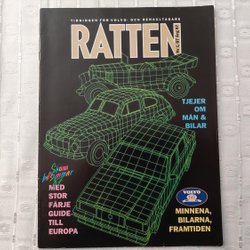 TIDNINGEN FÖR VOLVO- OCH RENAULTÄGARE
RATTEN
TJEJER
OM
MÄN &
BILAR
MED
STOR
FÄRJE
GUIDE
TILL
EUROPA
VOLVO
MINNENA,
BILARNA,
FRAMTIDEN